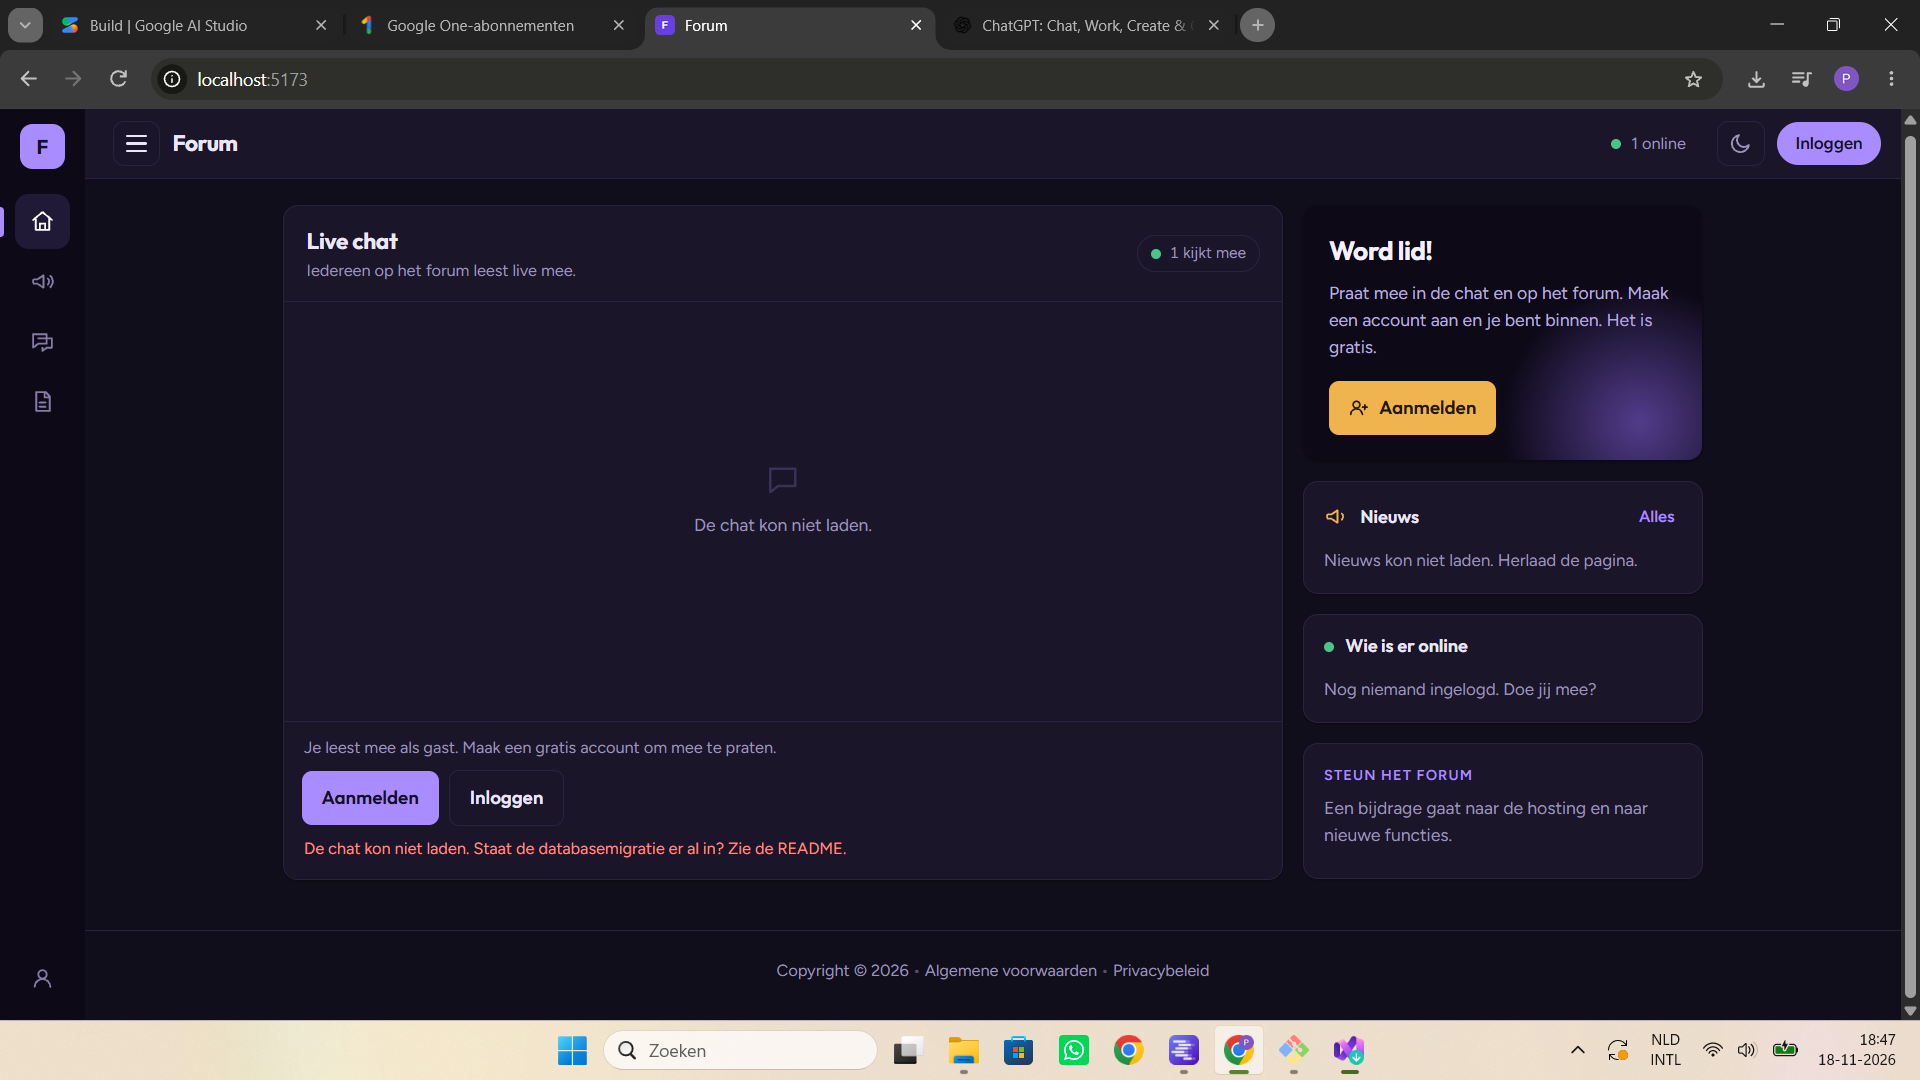 Build | Google AI Studio
Google One-abonnementen
F
Forum
ChatGPT: Chat, Work, Create &
localhost:5173
P
F
Forum
1 online
Inloggen
Live chat
Iedereen op het forum leest live mee.
1 kijkt mee
De chat kon niet laden.
Je leest mee als gast. Maak een gratis account om mee te praten.
Aanmelden
Inloggen
De chat kon niet laden. Staat de databasemigratie er al in? Zie de README.
Word lid!
Praat mee in de chat en op het forum. Maak
een account aan en je bent binnen. Het is
gratis.
Aanmelden
Nieuws
Alles
Nieuws kon niet laden. Herlaad de pagina.
Wie is er online
Nog niemand ingelogd. Doe jij mee?
STEUN HET FORUM
Een bijdrage gaat naar de hosting en naar
nieuwe functies.
Copyright © 2026 • Algemene voorwaarden • Privacybeleid
Zoeken
P
NLD
INTL
18:47
18-11-2026